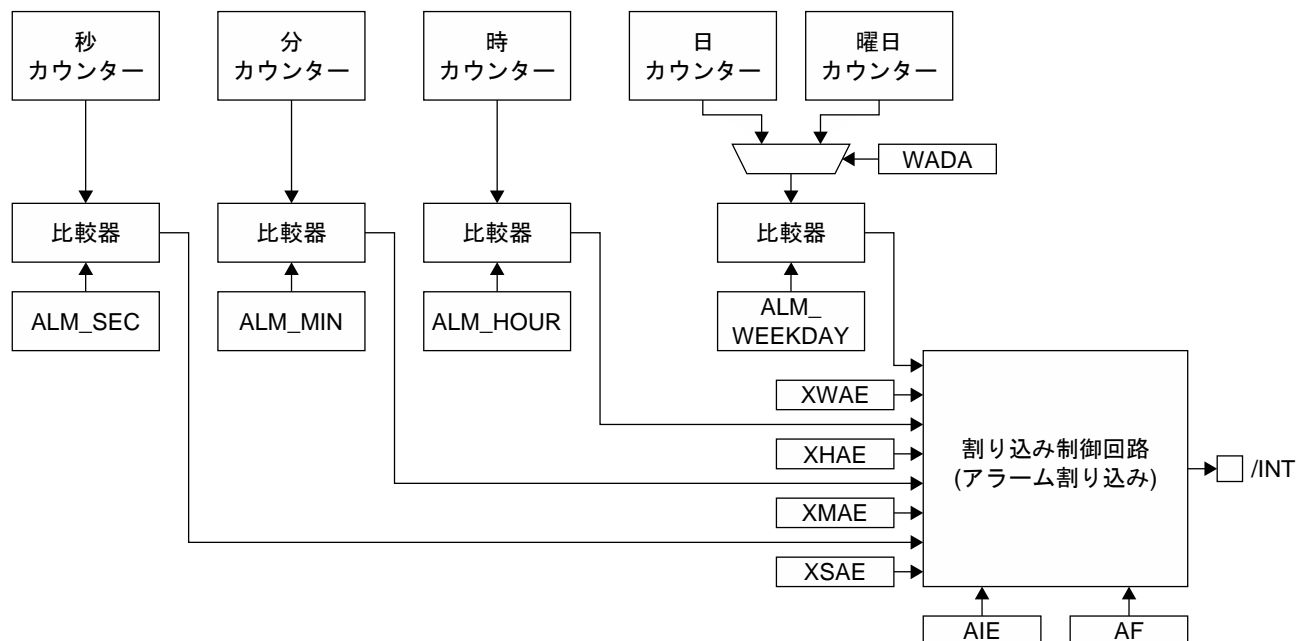 秒
カウンター
分
カウンター
時
カウンター
日
カウンター
曜日
カウンター
WADA
比較器
比較器
比較器
比較器
ALM_SEC
ALM_MIN
ALM_HOUR
ALM_
WEEKDAY
XWAE
XHAE
XMAE
XSAE
割り込み制御回路
(アラーム割り込み)
/INT
AIE
AF